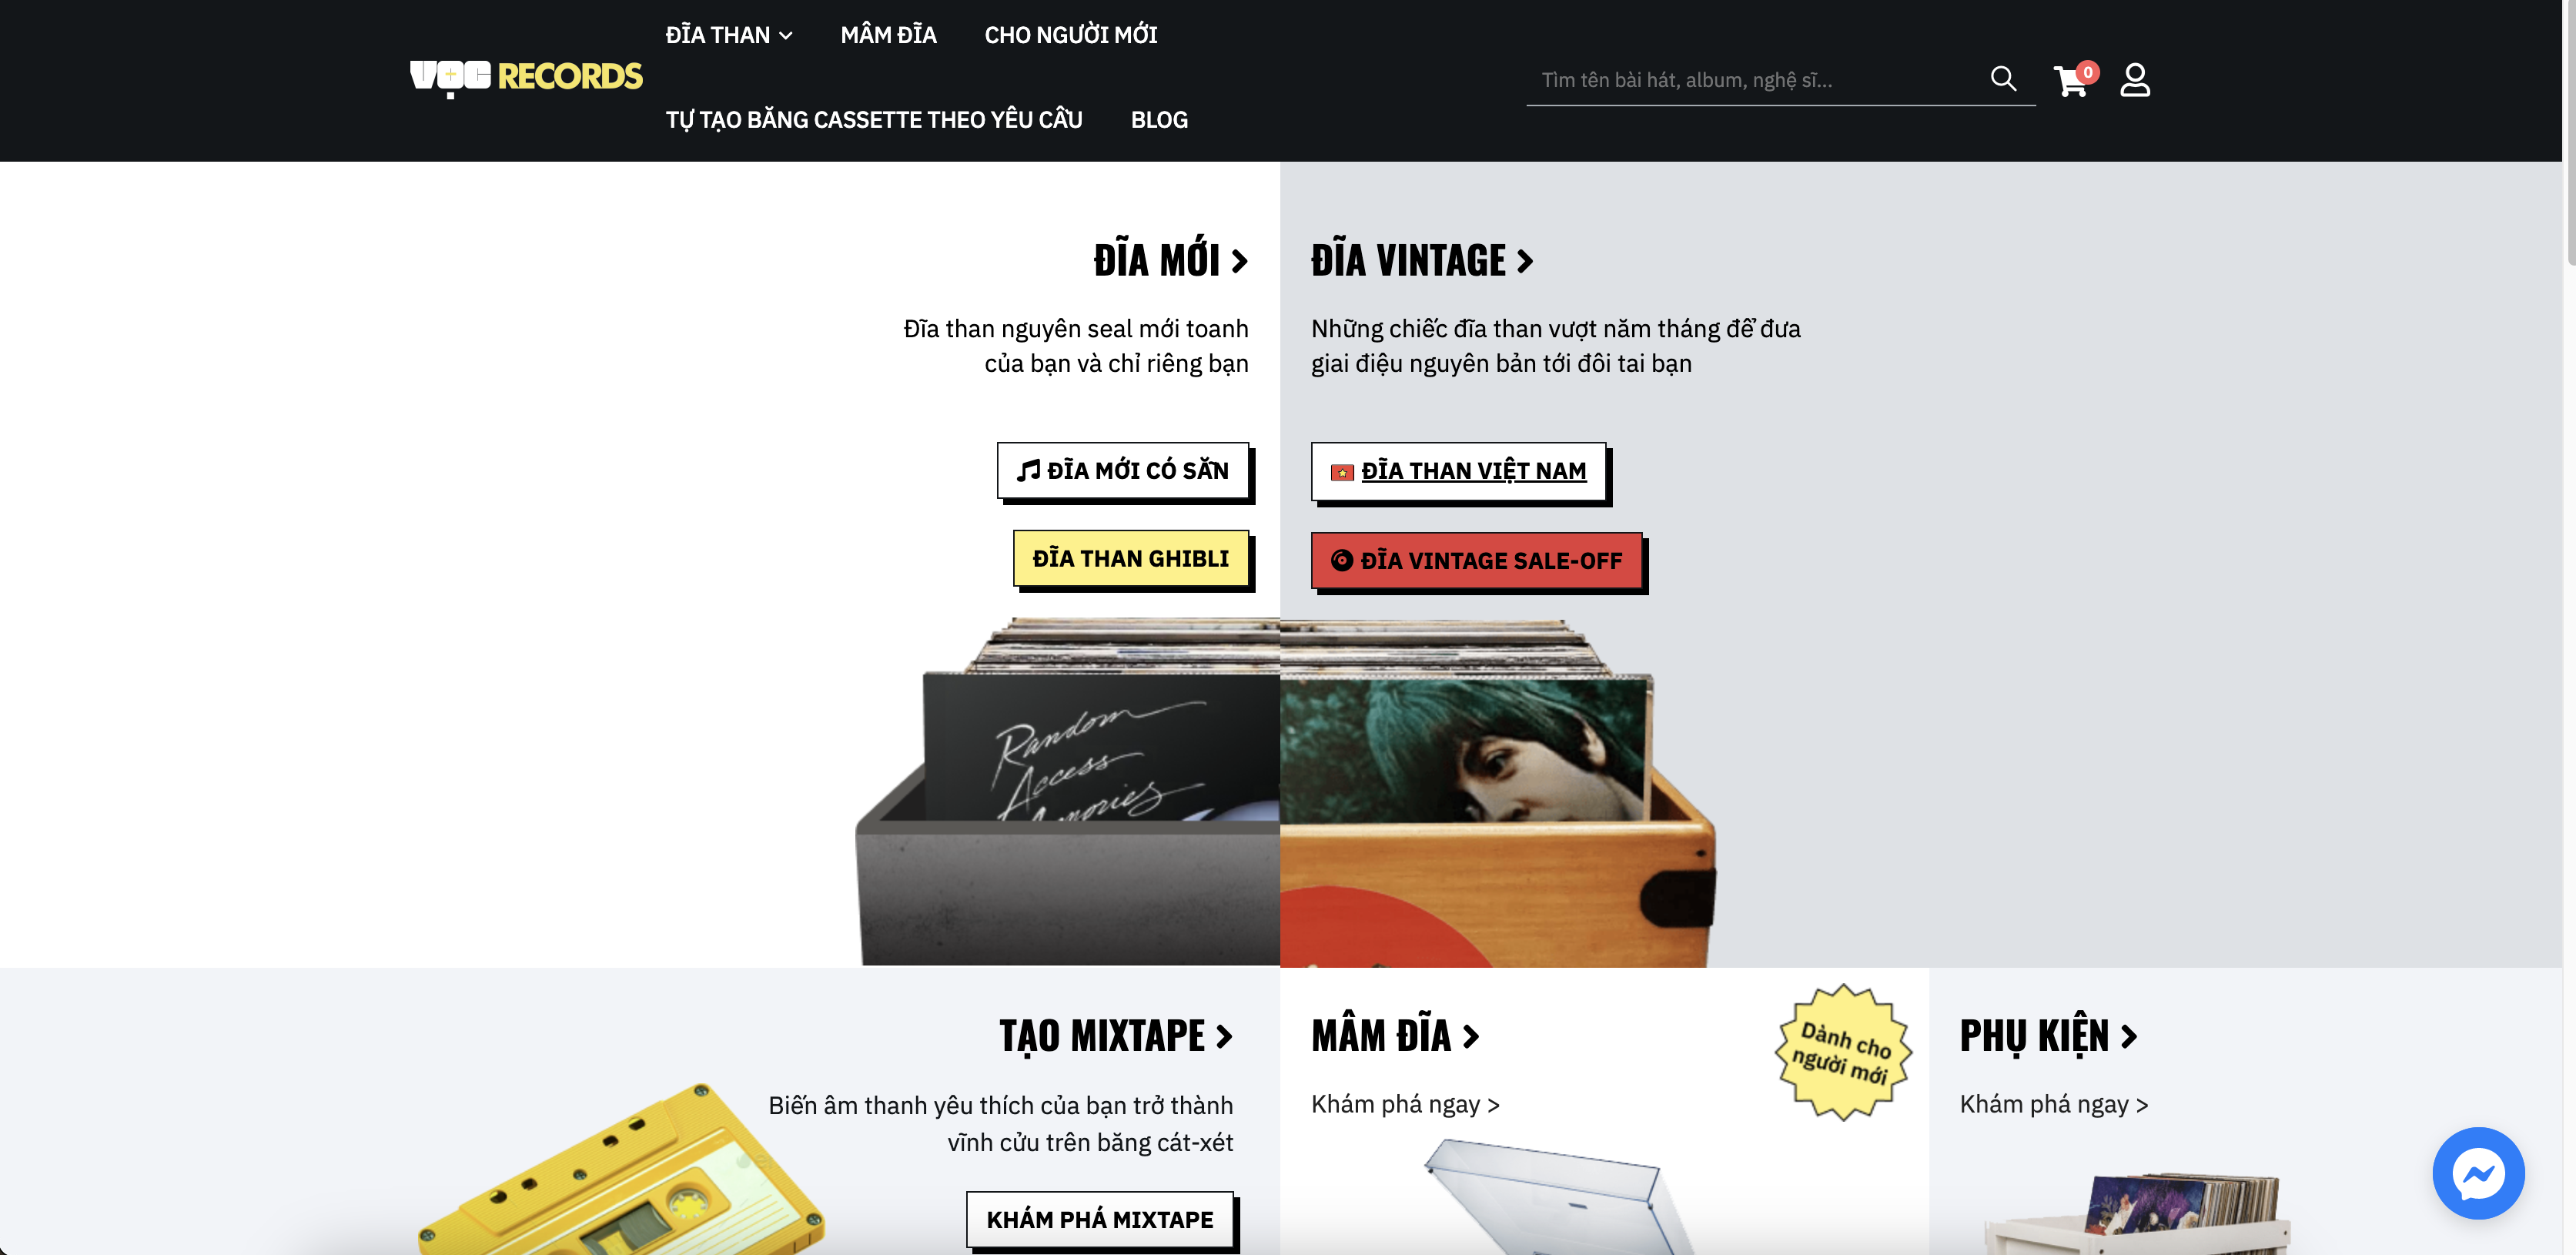 VỌC RECORDS
ĐĨA THAN
MÂM ĐĨA
CHO NGƯỜI MỚI
TỰ TẠO BĂNG CASSETTE THEO YÊU CẦU
BLOG
Tìm tên bài hát, album, nghệ sĩ...
0
ĐĨA MỚI >
Đĩa than nguyên seal mới toanh
của bạn và chỉ riêng bạn
ĐĨA MỚI CÓ SẴN
ĐĨA THAN GHIBLI
Random
Access
ĐĨA VINTAGE >
Những chiếc đĩa than vượt năm tháng để đưa
giai điệu nguyên bản tới đôi tai bạn
ĐĨA THAN VIỆT NAM
ĐĨA VINTAGE SALE-OFF
TẠO MIXTAPE >
Biến âm thanh yêu thích của bạn trở thành
vĩnh cửu trên băng cát-xét
KHÁM PHÁ MIXTAPE
MÂM ĐĨA >
Khám phá ngay >
Dành cho
người mới
PHỤ KIỆN >
Khám phá ngay >